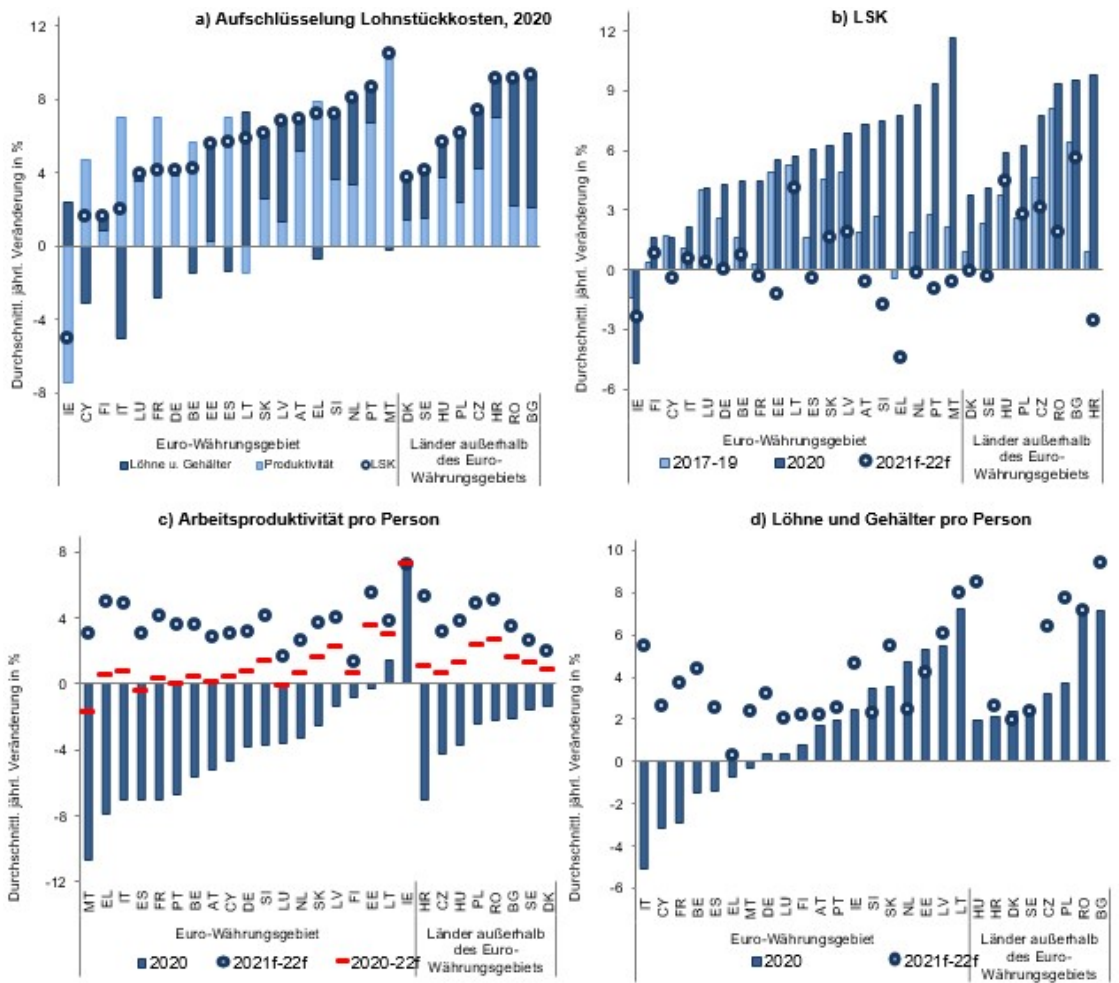 a) Aufschlüsselung Lohnstückkosten, 2020
Durchschnittl. jährl. Veränderung in %
12
8
4
0
-4
-8
IE CY FI IT LU FR DE BE EE ES LT SK LV AT EL SI NL PT MT DK SE HU PL CZ HR RO BG
Euro-Währungsgebiet
Länder außerhalb
des Euro-
Währungsgebiets
Löhne u. Gehälter Produktivität LSK
b) LSK
Durchschnittl. jährl. Veränderung in %
12
9
6
3
0
-3
-6
IE FI CY IT LU DE BE FR EE LT ES SK LV AT SI EL NL PT MT DK SE HU PL CZ RO BG HR
Euro-Währungsgebiet
Länder außerhalb
des Euro-
Währungsgebiets
2017-19 2020 2021f-22f
c) Arbeitsproduktivität pro Person
Durchschnittl. jährl. Veränderung in %
8
4
0
-4
-8
-12
MT EL IT ES FR PT BE AT CY DE SI LU NL SK LV FI EE LT IE HR CZ HU PL RO BG SE DK
Euro-Währungsgebiet
Länder außerhalb
des Euro-
Währungsgebiets
2020 2021f-22f 2020-22f
d) Löhne und Gehälter pro Person
Durchschnittl. jährl. Veränderung in %
10
8
6
4
2
0
-2
-4
-6
IT CY FR BE ES EL MT DE LU FI AT PT IE SI SK NL EE LV LT HU HR DK SE CZ PL RO BG
Euro-Währungsgebiet
Länder außerhalb
des Euro-
Währungsgebiets
2020 2021f-22f